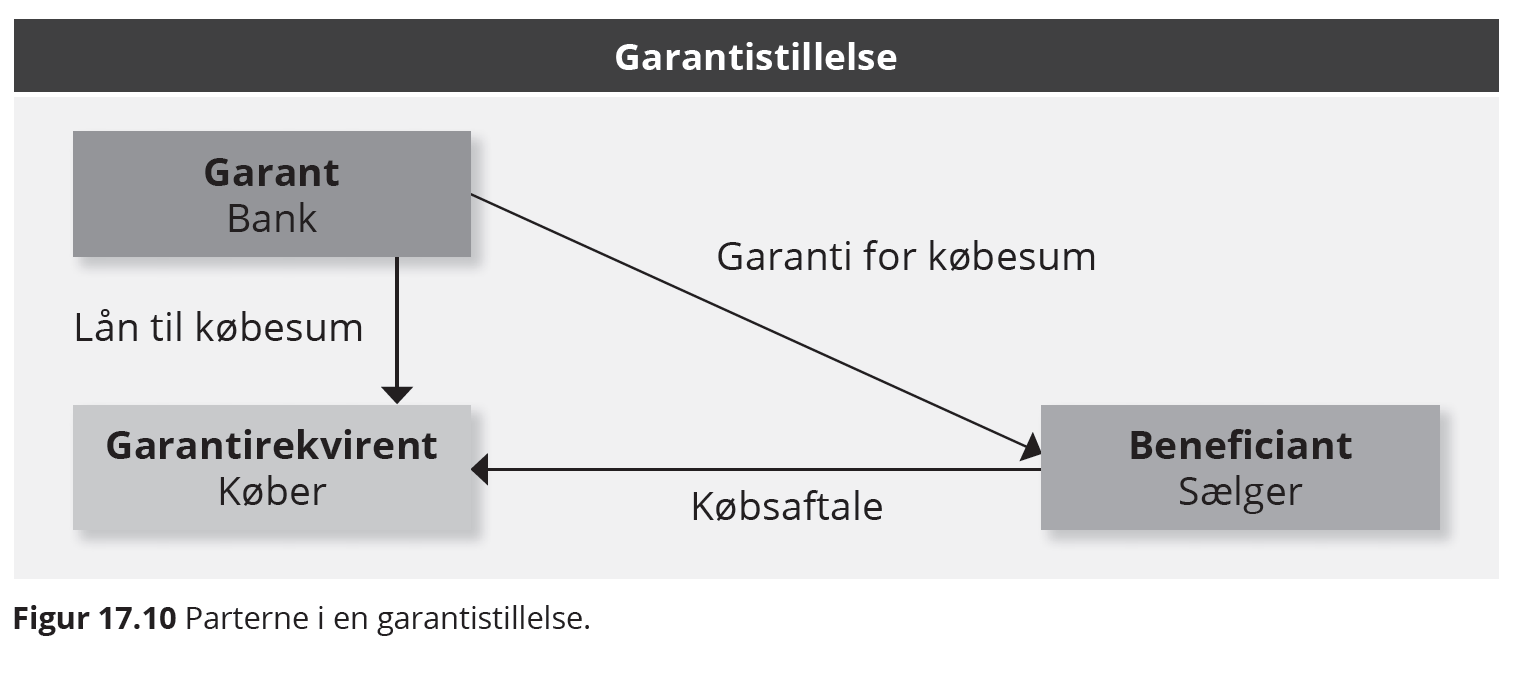 Garantistillelse
Garant
Bank
Garanti for købesum
Lån til købesum
Garantirekvirent
Køber
Beneficiant
Sælger
Købsaftale
Figur 17.10 Parterne i en garantistillelse.